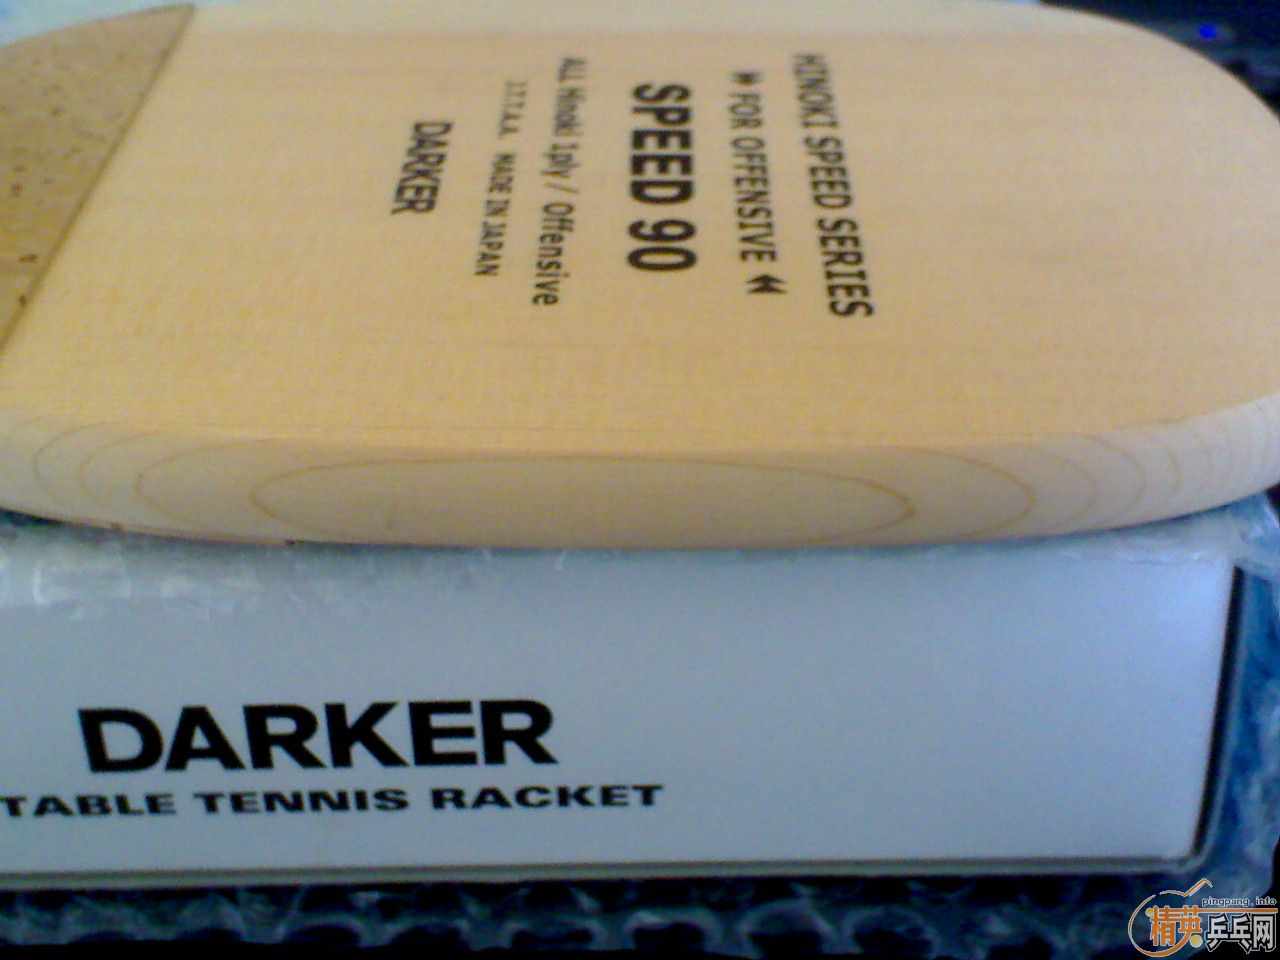 HINOKI SPEED SERIES
FOR OFFENSIVE
SPEED 90
ALL Hinoki 1ply / Offensive
J.T.T.A.A MADE IN JAPAN
DARKER
DARKER
TABLE TENNIS RACKET
pingpang.info
精英乒乓网